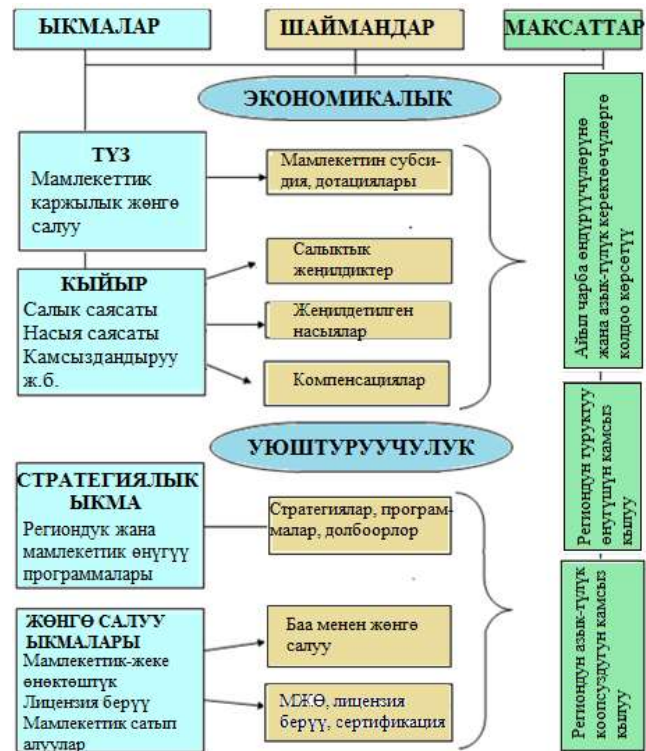 ЫКМАЛАР
ШАЙМАНДАР
МАКСАТТАР
ЭКОНОМИКАЛЫК
ТҮЗ
Мамлекеттик
каржылык жөнгө
салуу
Мамлекеттин субси-
дия, дотациялары
КЫЙЫР
Салык саясаты
Насыя саясаты
Камсыздандыруу
ж.б.
Салыктык
жеңилдиктер
Жеңилдетилген
насыялар
Компенсациялар
Айыл чарба өндүрүүчүлөрүнө
жана азык-түлүк керектөөчүлөргө
колдоо көрсөтүү
УЮШТУРУУЧУЛУК
СТРАТЕГИЯЛЫК
ЫКМА
Региондук жана
мамлекеттик өнүгүү
программалары
Стратегиялар, програм-
малар, долбоорлор
Региондун туруктуу
өнүгүшүн камсыз
кылуу
ЖӨНГӨ САЛУУ
ЫКМАЛАРЫ
Мамлекеттик-жеке
өнөктөштүк
Лицензия берүү
Мамлекеттик сатып
алуулар
Баа менен жөнгө
салуу
МЖӨ, лицензия
берүү, сертификация
Регионден азык-түлүк
коопсуздугун камсыз
кылуу